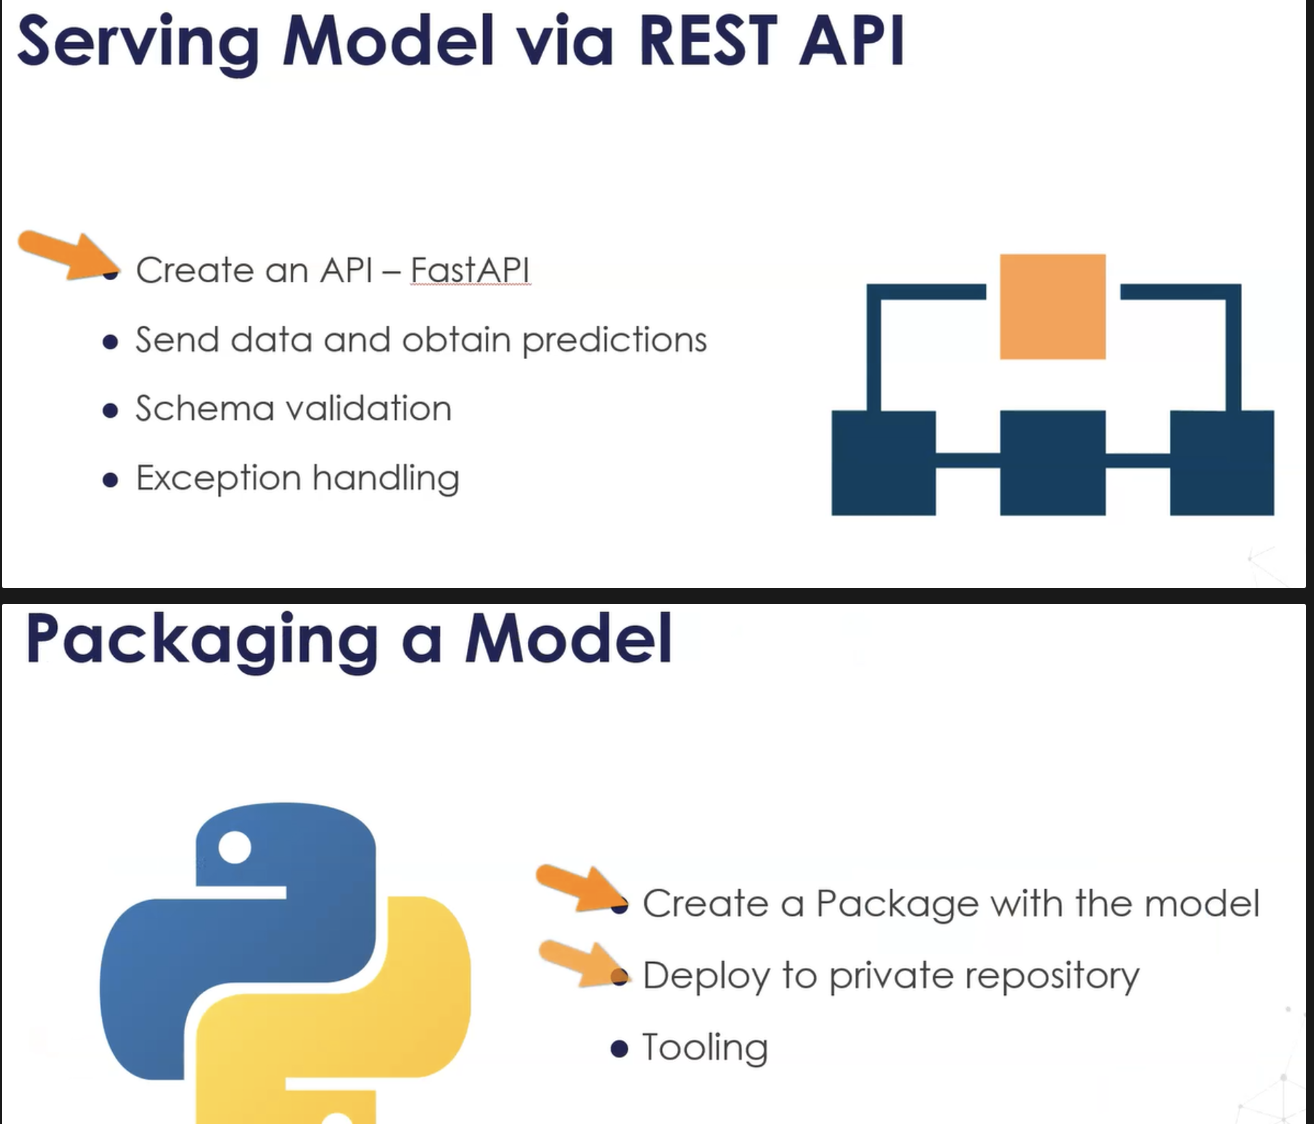 Serving Model via REST API
Create an API – FastAPI
Send data and obtain predictions
Schema validation
Exception handling
Packaging a Model
Create a Package with the model
Deploy to private repository
Tooling